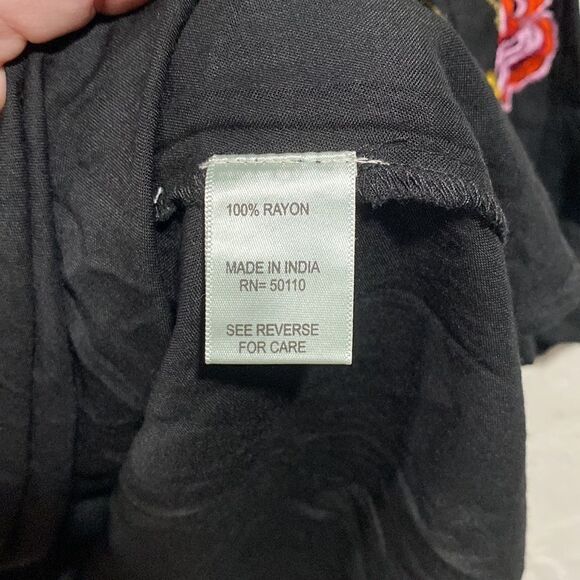 100% RAYON
MADE IN INDIA
RN= 50110
SEE REVERSE
FOR CARE